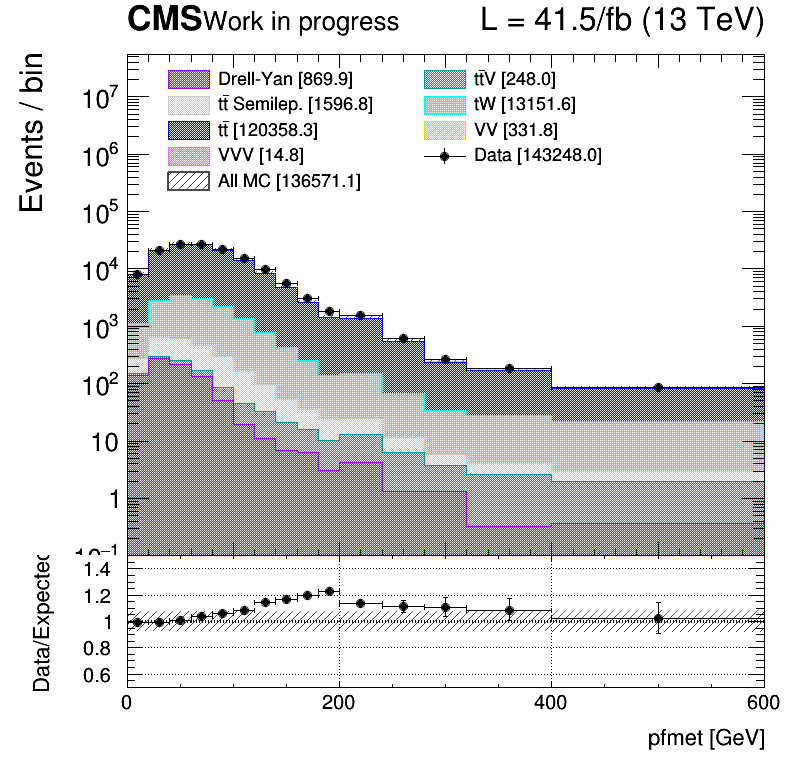 CMS Work in progress L = 41.5/fb (13 TeV)
Events / bin
Drell-Yan [869.9] tt̄V [248.0]
tt̄ Semilep. [1596.8] tW [13151.6]
tt̄ [120358.3] VV [331.8]
VVV [14.8] Data [143248.0]
All MC [136571.1]
10⁷
10⁶
10⁵
10⁴
10³
10²
10
1
10⁻¹
Data/Expected
1.4
1.2
1
0.8
0.6
0 200 400 600
pfmet [GeV]